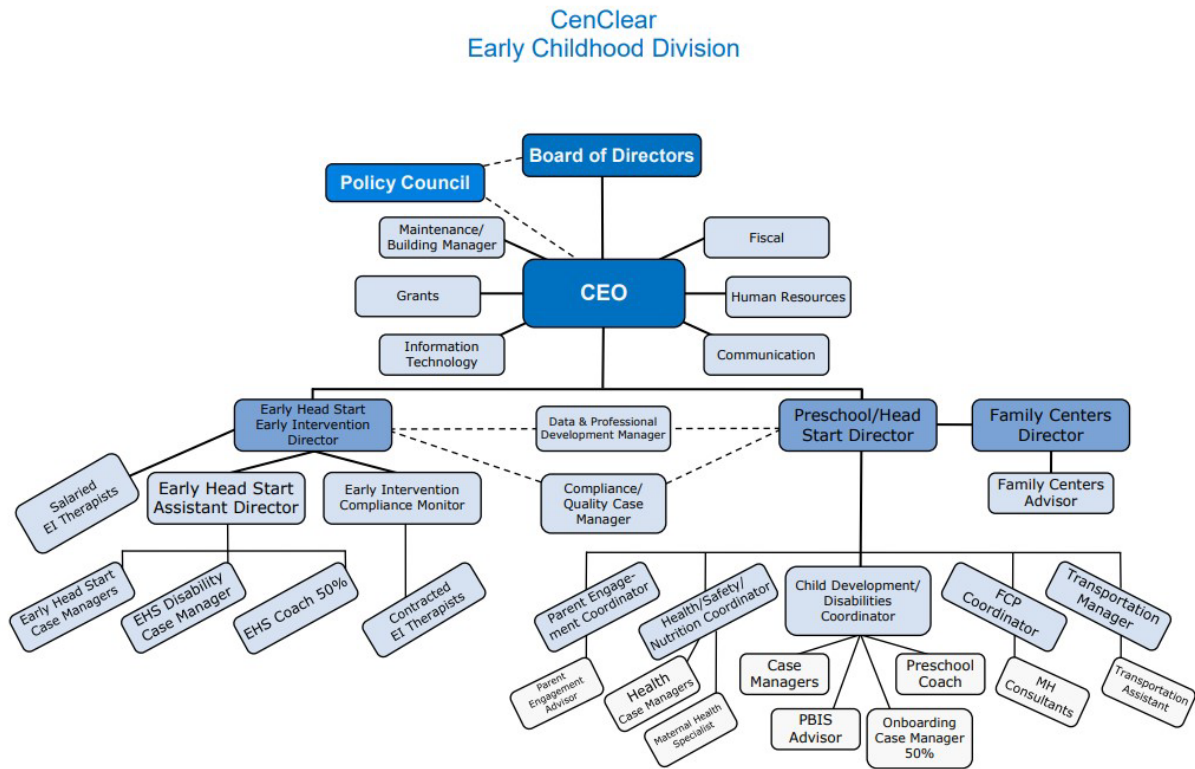 CenClear
Early Childhood Division
Board of Directors
Policy Council
Maintenance/
Building Manager
Fiscal
Grants
CEO
Human Resources
Information
Technology
Communication
Early Head Start
Early Intervention
Director
Data & Professional
Development Manager
Preschool/Head
Start Director
Family Centers
Director
Salaried
EI Therapists
Early Head Start
Assistant Director
Early Intervention
Compliance Monitor
Compliance/
Quality Case
Manager
Family Centers
Advisor
Early Head Start
Case Managers
EHS Disability
Case Manager
EHS Coach 50%
Contracted
EI Therapists
Parent Engage-
ment Coordinator
Health/Safety/
Nutrition Coordinator
Child Development/
Disabilities
Coordinator
FCP
Coordinator
Transportation
Manager
Parent
Engagement
Advisor
Health
Case Managers
Maternal Health
Specialist
Case
Managers
Preschool
Coach
PBIS
Advisor
Onboarding
Case Manager
50%
MH
Consultants
Transportation
Assistant